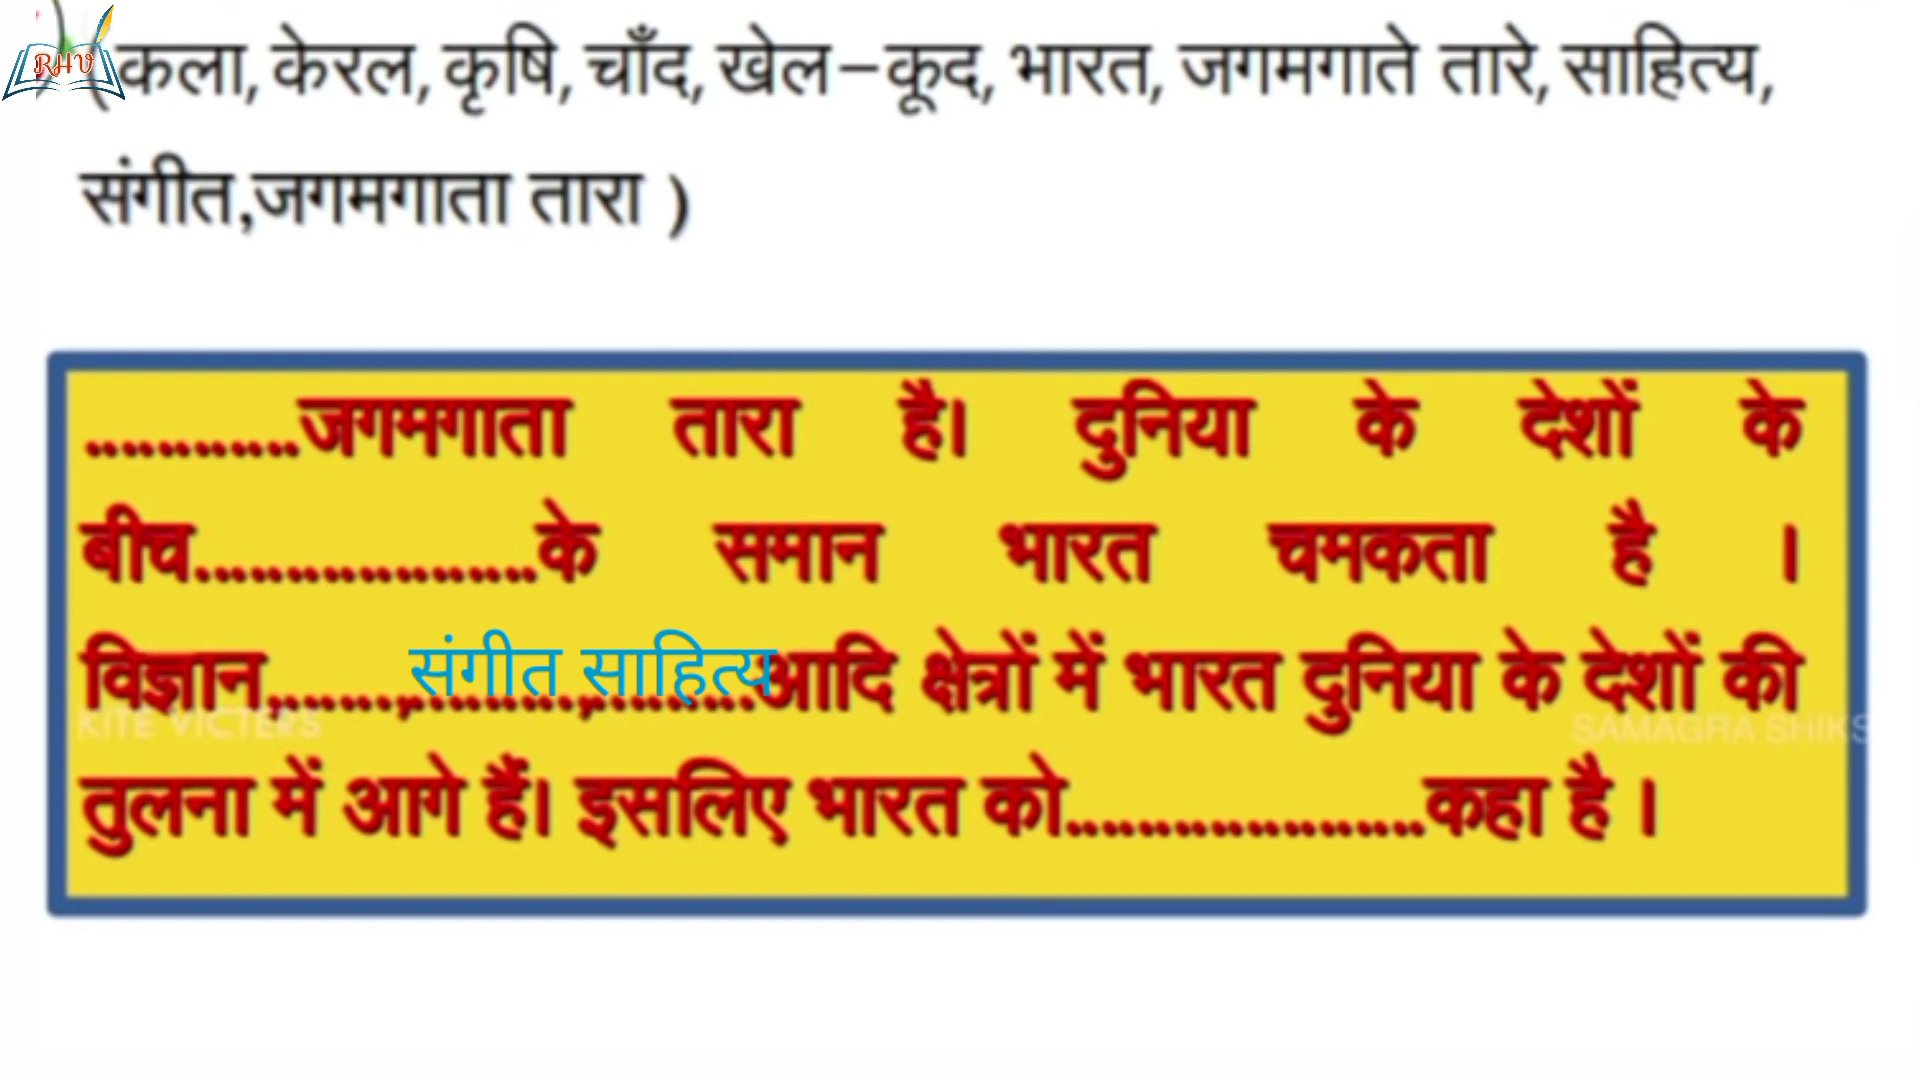 RHV
(कला, केरल, कृषि, चाँद, खेल-कूद, भारत, जगमगाते तारे, साहित्य,
संगीत,जगमगाता तारा )
............जगमगाता तारा है। दुनिया के देशों के
बीच...................के समान भारत चमकता है ।
विज्ञान,.......,.........,.........आदि क्षेत्रों में भारत दुनिया के देशों की
संगीत साहित्य
KITE VICTERS
SAMAGRA SHIKS
तुलना में आगे हैं। इसलिए भारत को....................कहा है ।